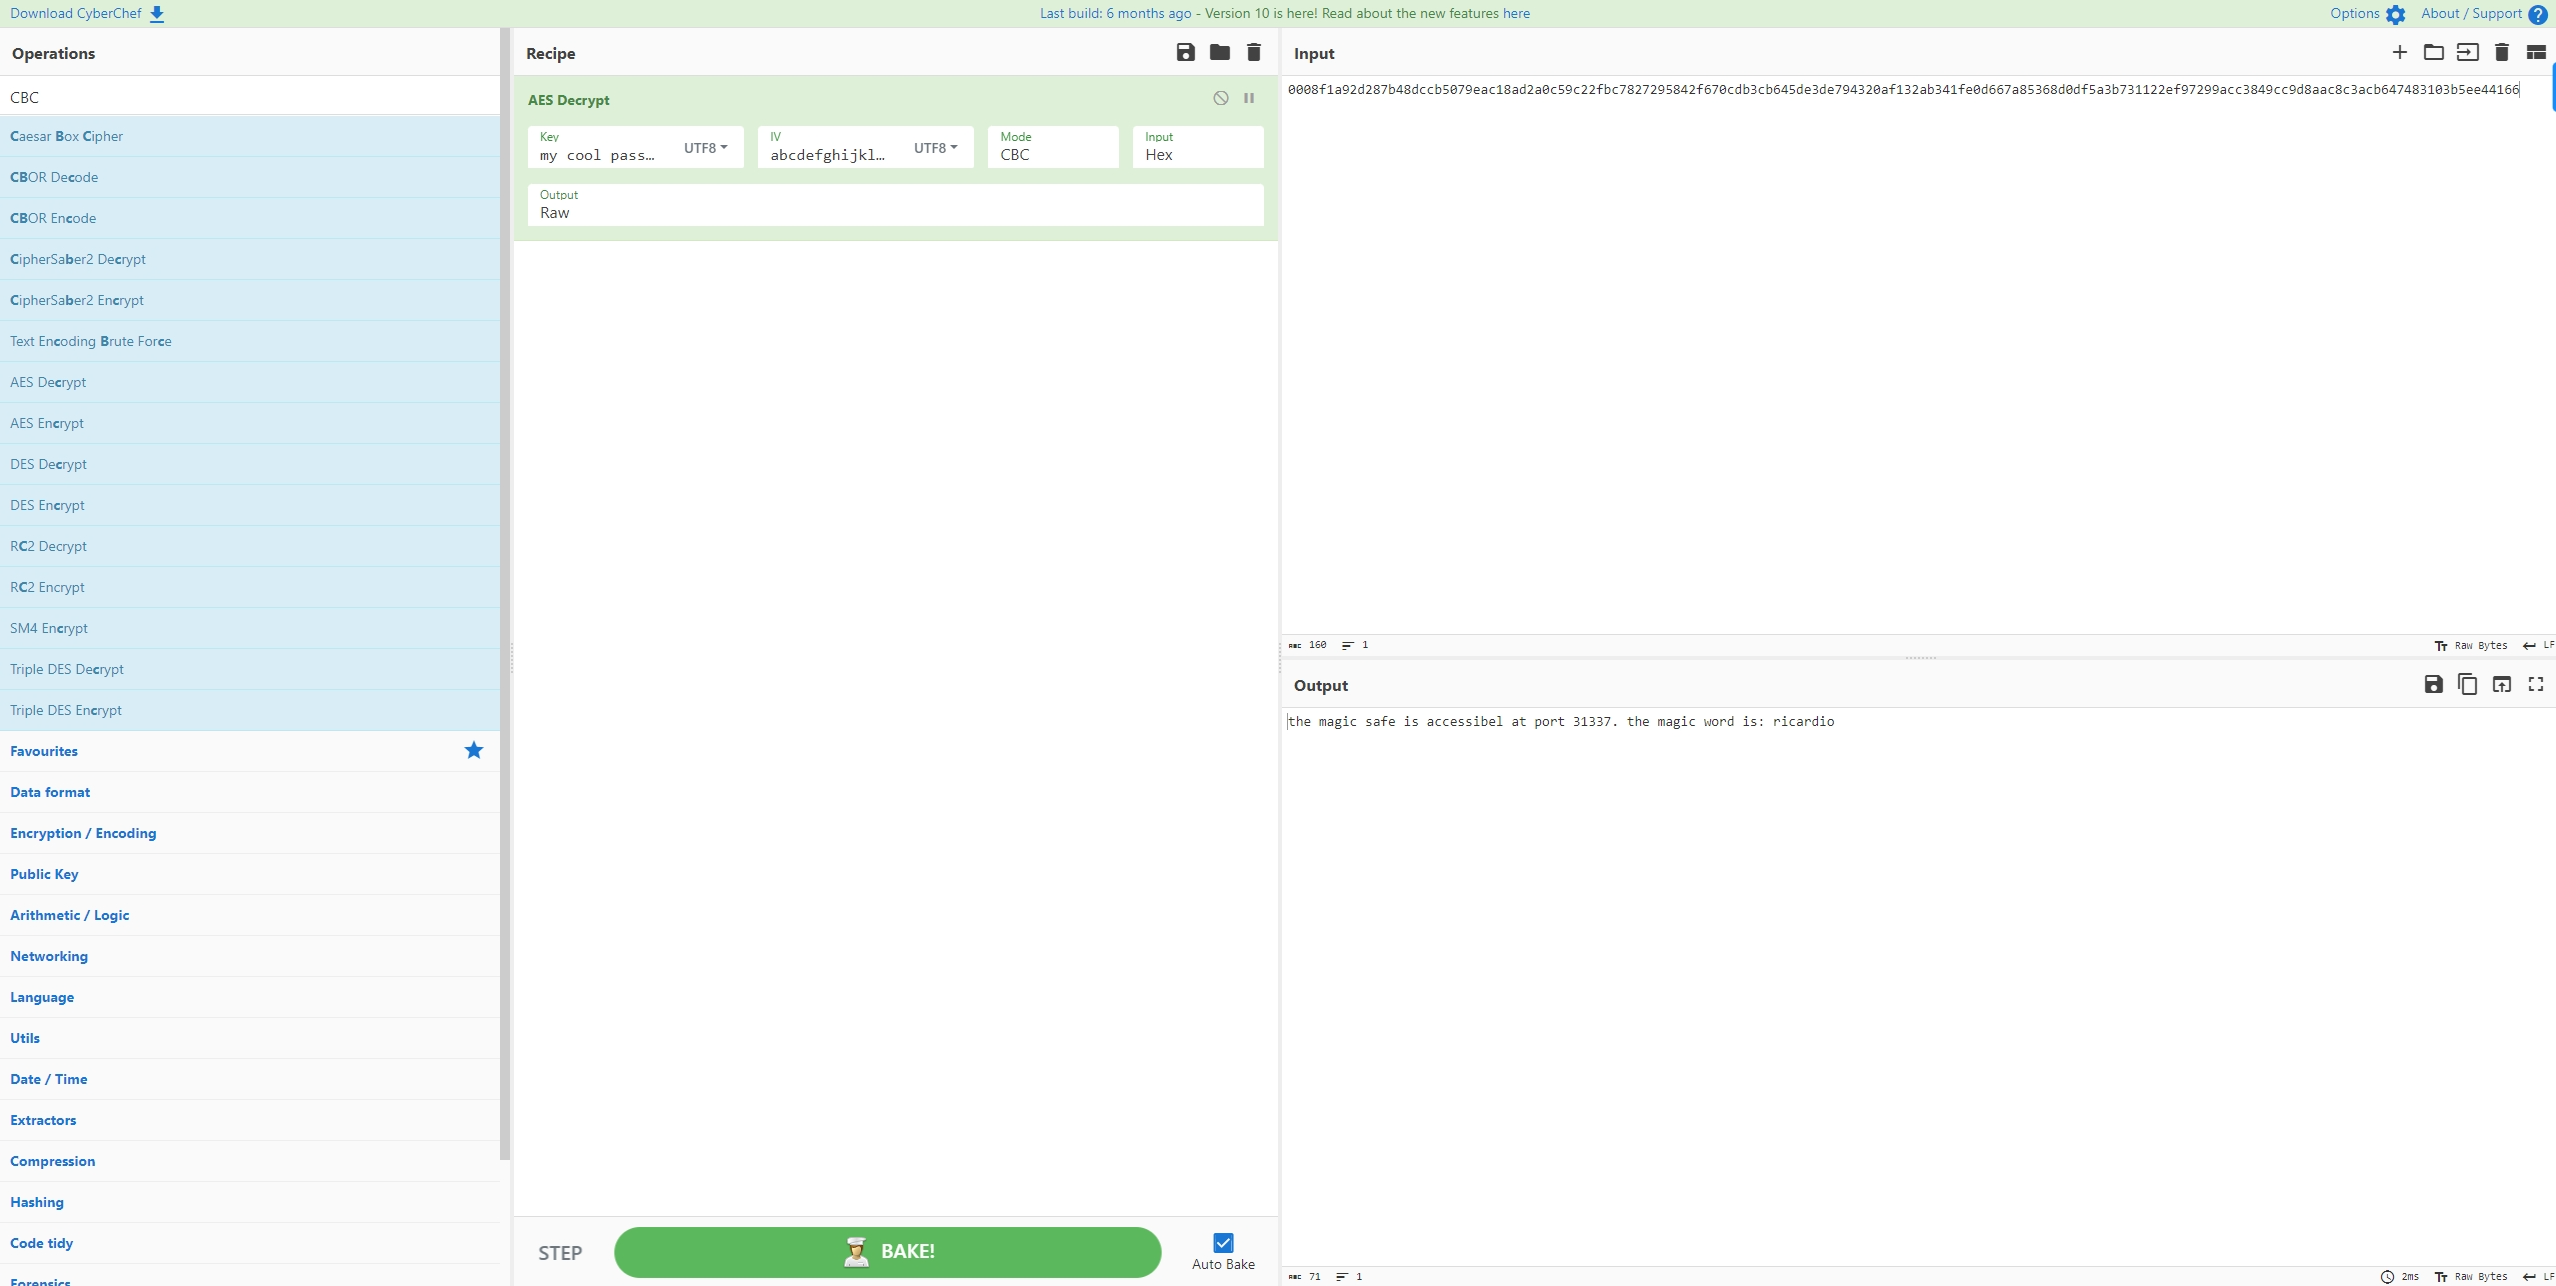 Download CyberChef
Last build: 6 months ago - Version 10 is here! Read about the new features here
Options
About / Support
Operations
CBC
Caesar Box Cipher
CBOR Decode
CBOR Encode
CipherSaber2 Decrypt
CipherSaber2 Encrypt
Text Encoding Brute Force
AES Decrypt
AES Encrypt
DES Decrypt
DES Encrypt
RC2 Decrypt
RC2 Encrypt
SM4 Encrypt
Triple DES Decrypt
Triple DES Encrypt
Favourites
Data format
Encryption / Encoding
Public Key
Arithmetic / Logic
Networking
Language
Utils
Date / Time
Extractors
Compression
Hashing
Code tidy
Forensics
Recipe
AES Decrypt
Key
my cool pass… UTF8
IV
abcdefghijkl… UTF8
Mode
CBC
Input
Hex
Output
Raw
STEP
BAKE!
Auto Bake
Input
0008f1a92d287b48dccb5079eac18ad2a0c59c22fbc7827295842f670cdb3cb645de3de794320af132ab341fe0d667a85368d0df5a3b731122ef97299acc3849cc9d8aac8c3acb647483103b5ee44166
ABC 160 1
Tт Raw Bytes LF
Output
the magic safe is accessibel at port 31337. the magic word is: ricardio
ABC 71 1
2ms Tт Raw Bytes LF